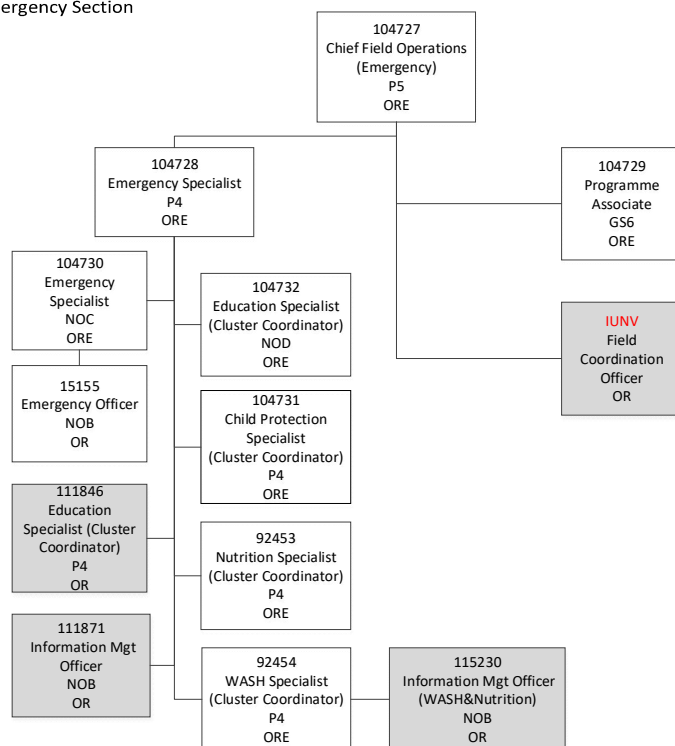 ergency Section
104727
Chief Field Operations
(Emergency)
P5
ORE
104728
Emergency Specialist
P4
ORE
104729
Programme
Associate
GS6
ORE
104730
Emergency
Specialist
NOC
ORE
104732
Education Specialist
(Cluster Coordinator)
NOD
ORE
IUNV
Field
Coordination
Officer
OR
15155
Emergency Officer
NOB
OR
104731
Child Protection
Specialist
(Cluster Coordinator)
P4
ORE
111846
Education
Specialist (Cluster
Coordinator)
P4
OR
92453
Nutrition Specialist
(Cluster Coordinator)
P4
ORE
111871
Information Mgt
Officer
NOB
OR
92454
WASH Specialist
(Cluster Coordinator)
P4
ORE
115230
Information Mgt Officer
(WASH&Nutrition)
NOB
OR